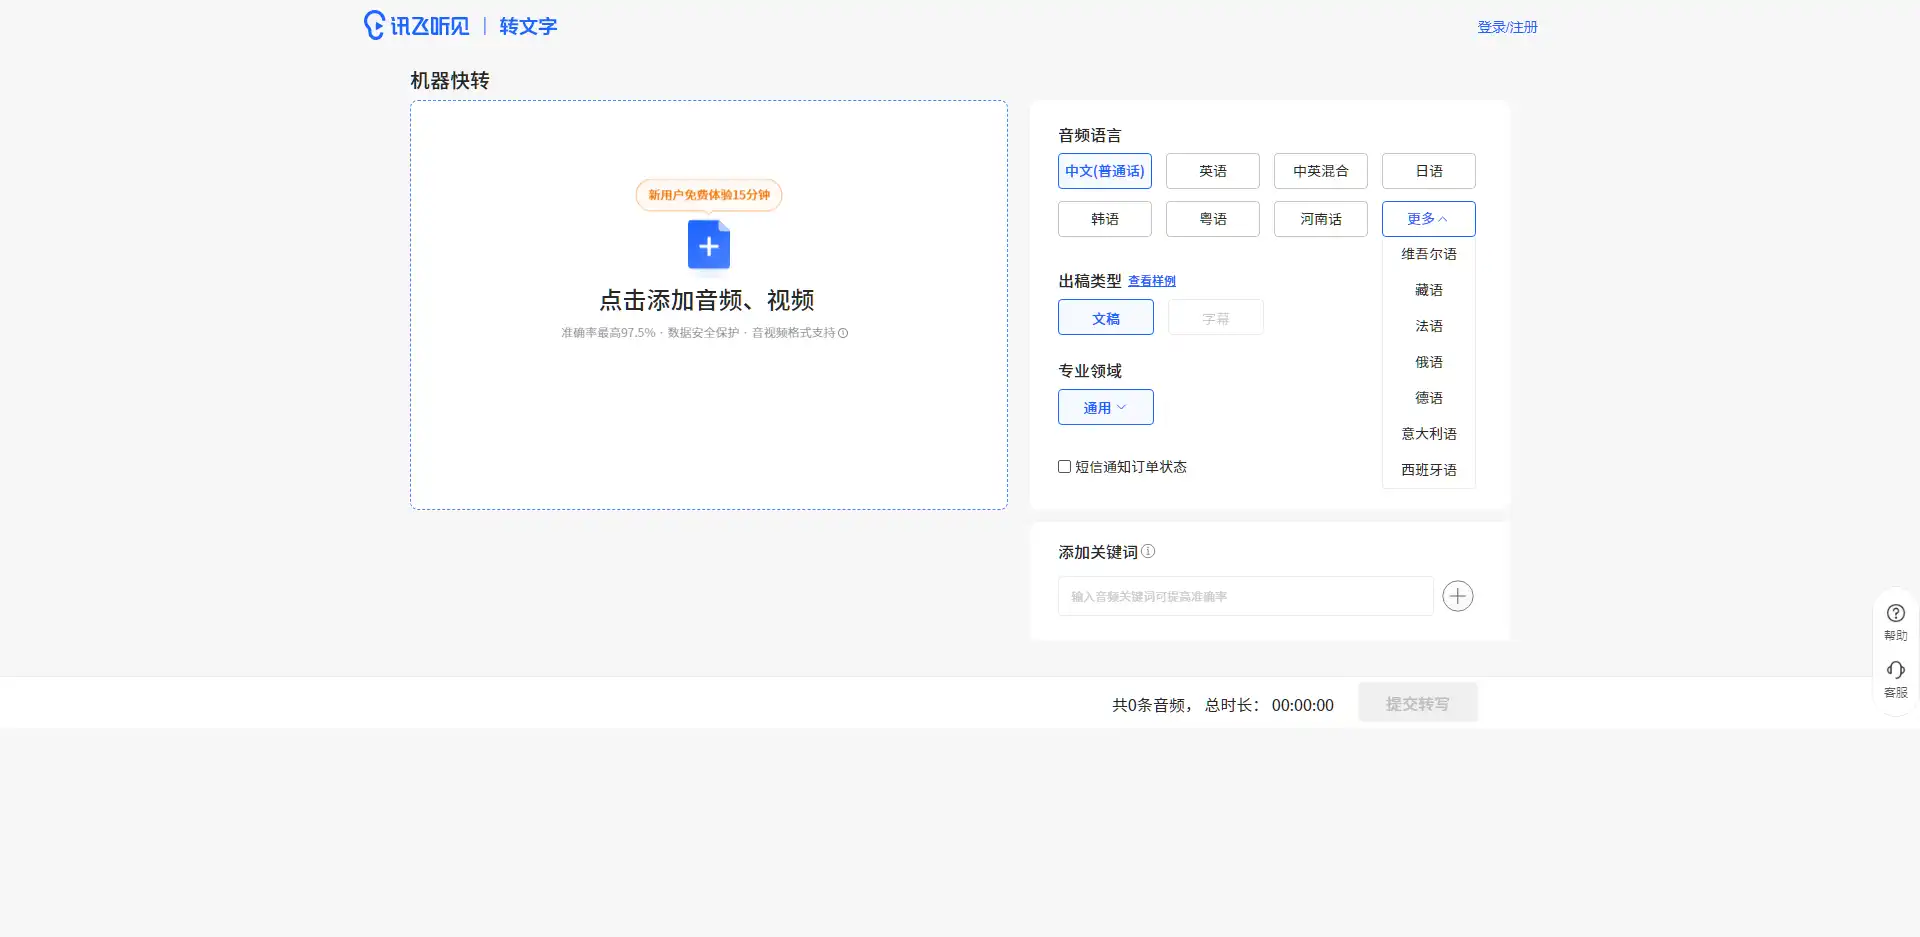 讯飞听见 | 转文字
登录/注册
机器快转
新用户免费体验15分钟
点击添加音频、视频
准确率最高97.5% · 数据安全保护 · 音视频格式支持
音频语言
中文(普通话)
英语
中英混合
日语
韩语
粤语
河南话
更多
维吾尔语
藏语
法语
俄语
德语
意大利语
西班牙语
出稿类型 查看样例
文稿
字幕
专业领域
通用
短信通知订单状态
添加关键词
输入音频关键词可提高准确率
帮助
客服
共0条音频， 总时长： 00:00:00
提交转写